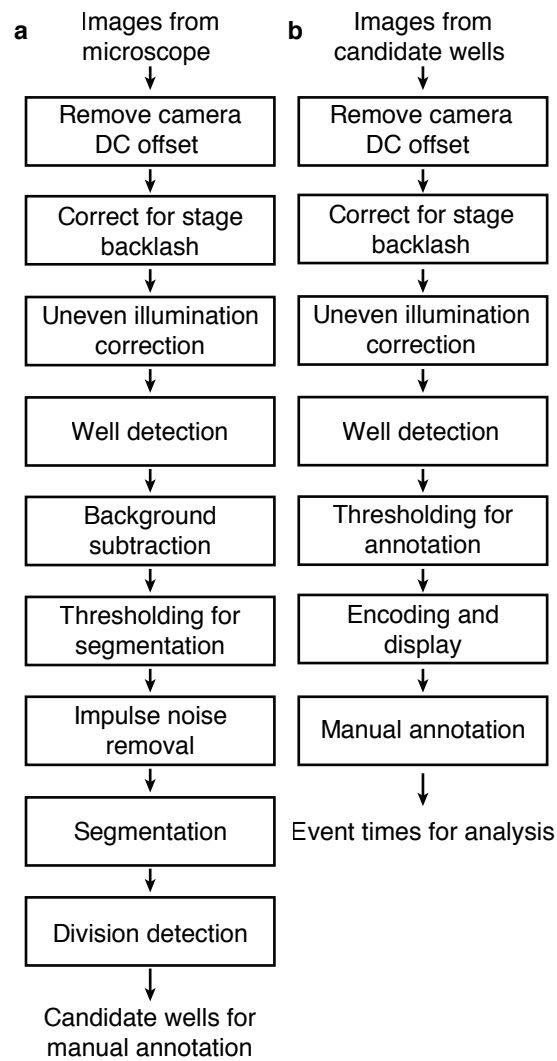 a
Images from
microscope
Remove camera
DC offset
Correct for stage
backlash
Uneven illumination
correction
Well detection
Background
subtraction
Thresholding for
segmentation
Impulse noise
removal
Segmentation
Division detection
Candidate wells for
manual annotation
b
Images from
candidate wells
Remove camera
DC offset
Correct for stage
backlash
Uneven illumination
correction
Well detection
Thresholding for
annotation
Encoding and
display
Manual annotation
Event times for analysis